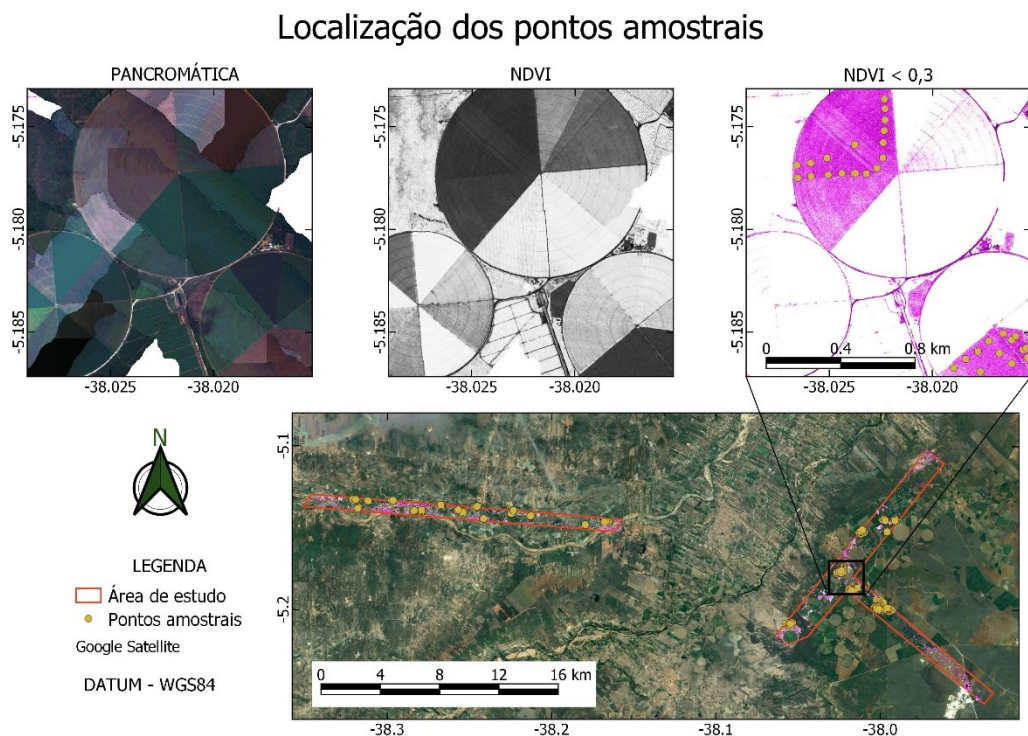 Localização dos pontos amostrais
PANCROMÁTICA
NDVI
NDVI < 0,3
-5.175
-5.180
-5.185
-38.025
-38.020
-5.175
-5.180
-5.185
-38.025
-38.020
-5.175
-5.180
-5.185
0 0.4 0.8 km
-38.025
-38.020
N
LEGENDA
Área de estudo
Pontos amostrais
Google Satellite
DATUM - WGS84
-5.1
-5.2
0 4 8 12 16 km
-38.3
-38.2
-38.1
-38.0